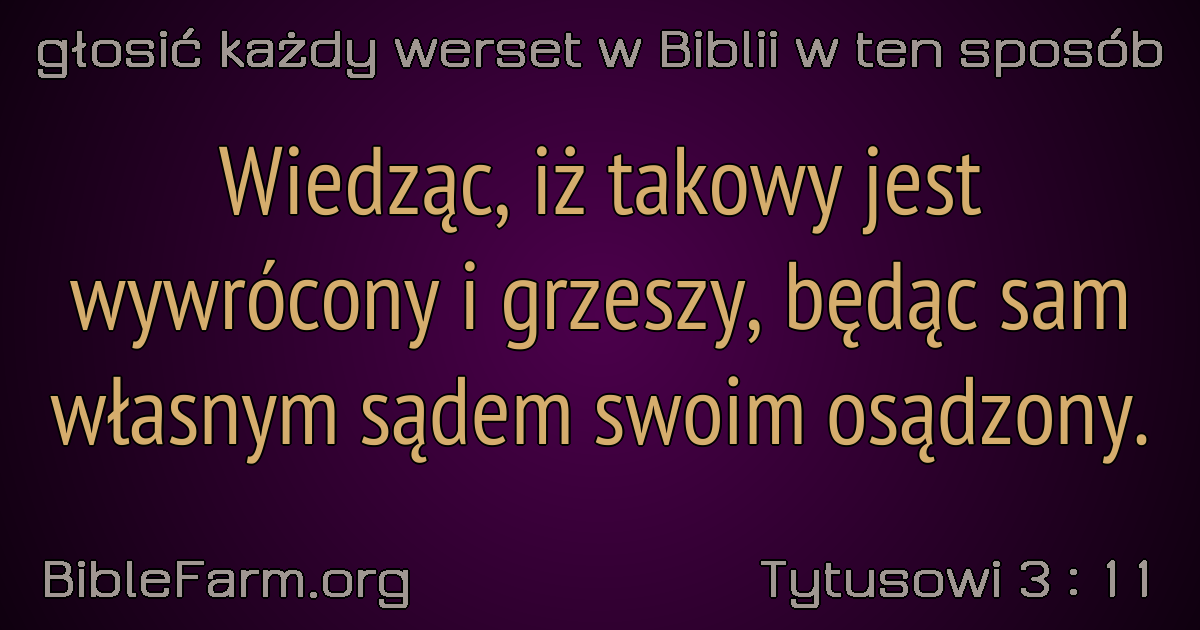 głosić każdy werset w Biblii w ten sposób
Wiedząc, iż takowy jest
wywrócony i grzeszy, będąc sam
własnym sądem swoim osądzony.
BibleFarm.org
Tytusowi 3 : 11